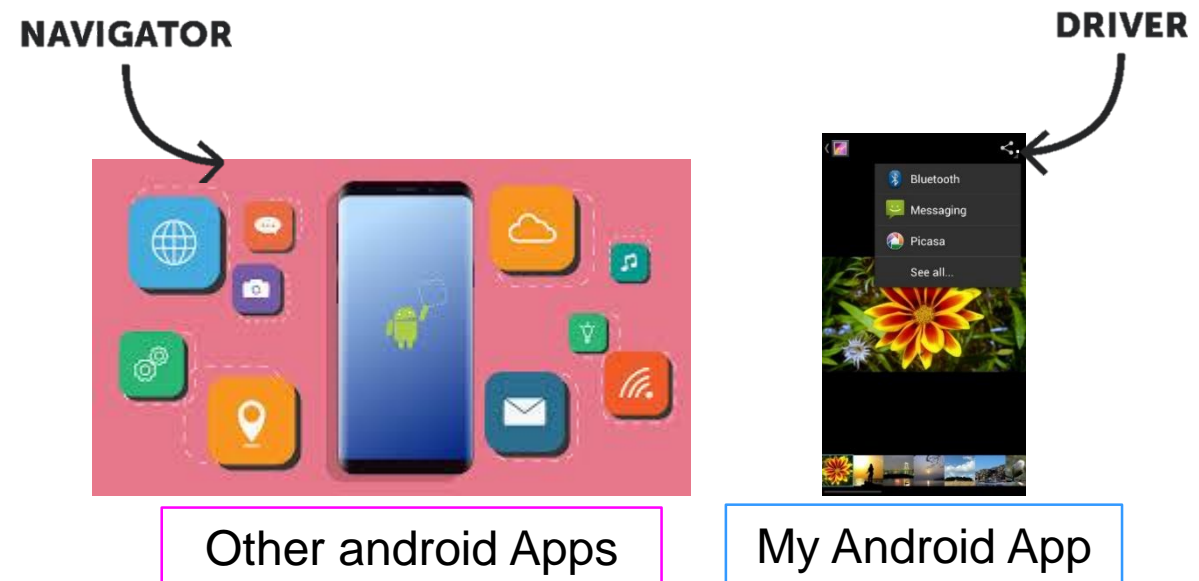 NAVIGATOR
DRIVER
Bluetooth
Messaging
Picasa
See all...
Other android Apps
My Android App